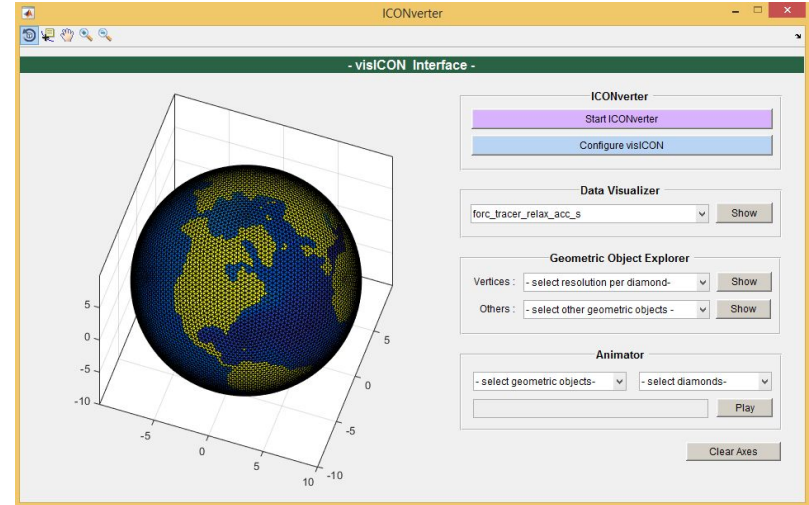 ICONverter
- visICON Interface -
ICONverter
Start ICONverter
Configure visICON
Data Visualizer
forc_tracer_relax_acc_s
Show
Geometric Object Explorer
Vertices :
- select resolution per diamond-
Show
Others :
- select other geometric objects -
Show
Animator
- select geometric objects-
- select diamonds-
Play
Clear Axes
5
0
-5
-10
-5
0
5
10
-10
-5
0
5